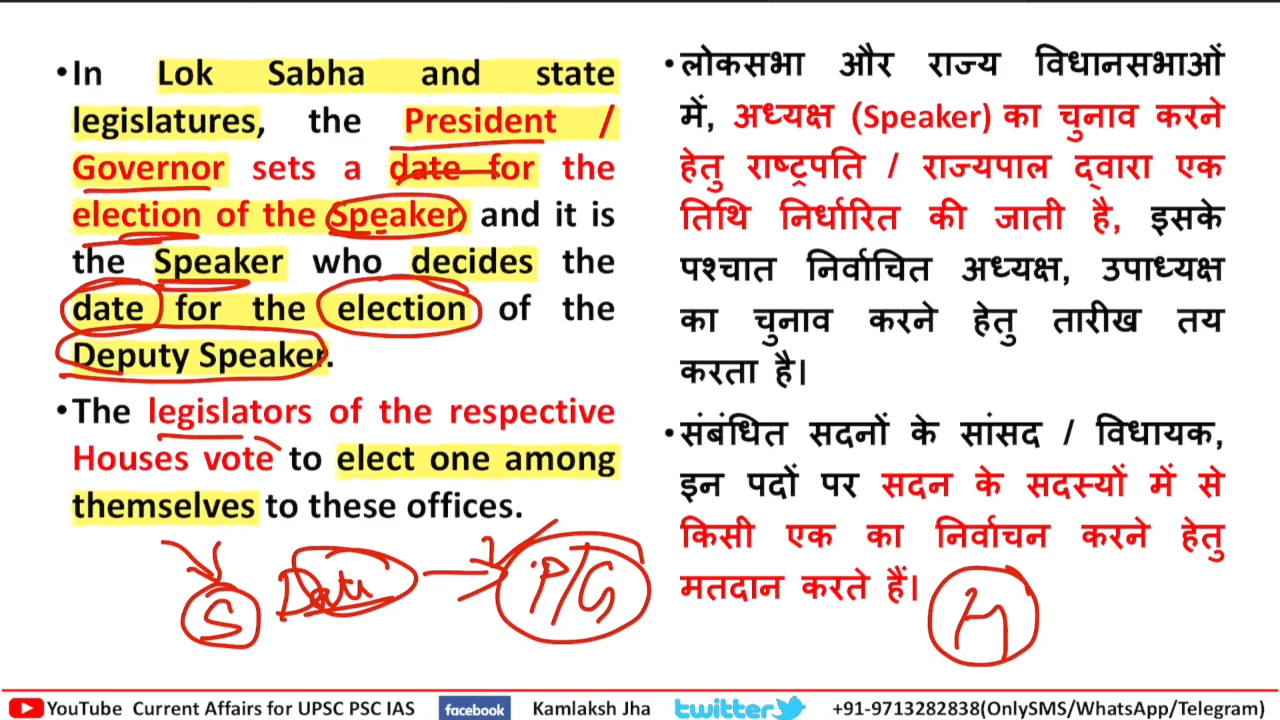 •In Lok Sabha and state
legislatures, the President /
Governor sets a date for the
election of the Speaker and it is
the Speaker who decides the
date for the election of the
Deputy Speaker.
•The legislators of the respective
Houses vote to elect one among
themselves to these offices.
S Date P/G
•लोकसभा और राज्य विधानसभाओं
में, अध्यक्ष (Speaker) का चुनाव करने
हेतु राष्ट्रपति / राज्यपाल द्वारा एक
तिथि निर्धारित की जाती है, इसके
पश्चात निर्वाचित अध्यक्ष, उपाध्यक्ष
का चुनाव करने हेतु तारीख तय
करता है।
•संबंधित सदनों के सांसद / विधायक,
इन पदों पर सदन के सदस्यों में से
किसी एक का निर्वाचन करने हेतु
मतदान करते हैं।
YouTube Current Affairs for UPSC PSC IAS facebook Kamlaksh Jha twitter +91-9713282838(OnlySMS/WhatsApp/Telegram)